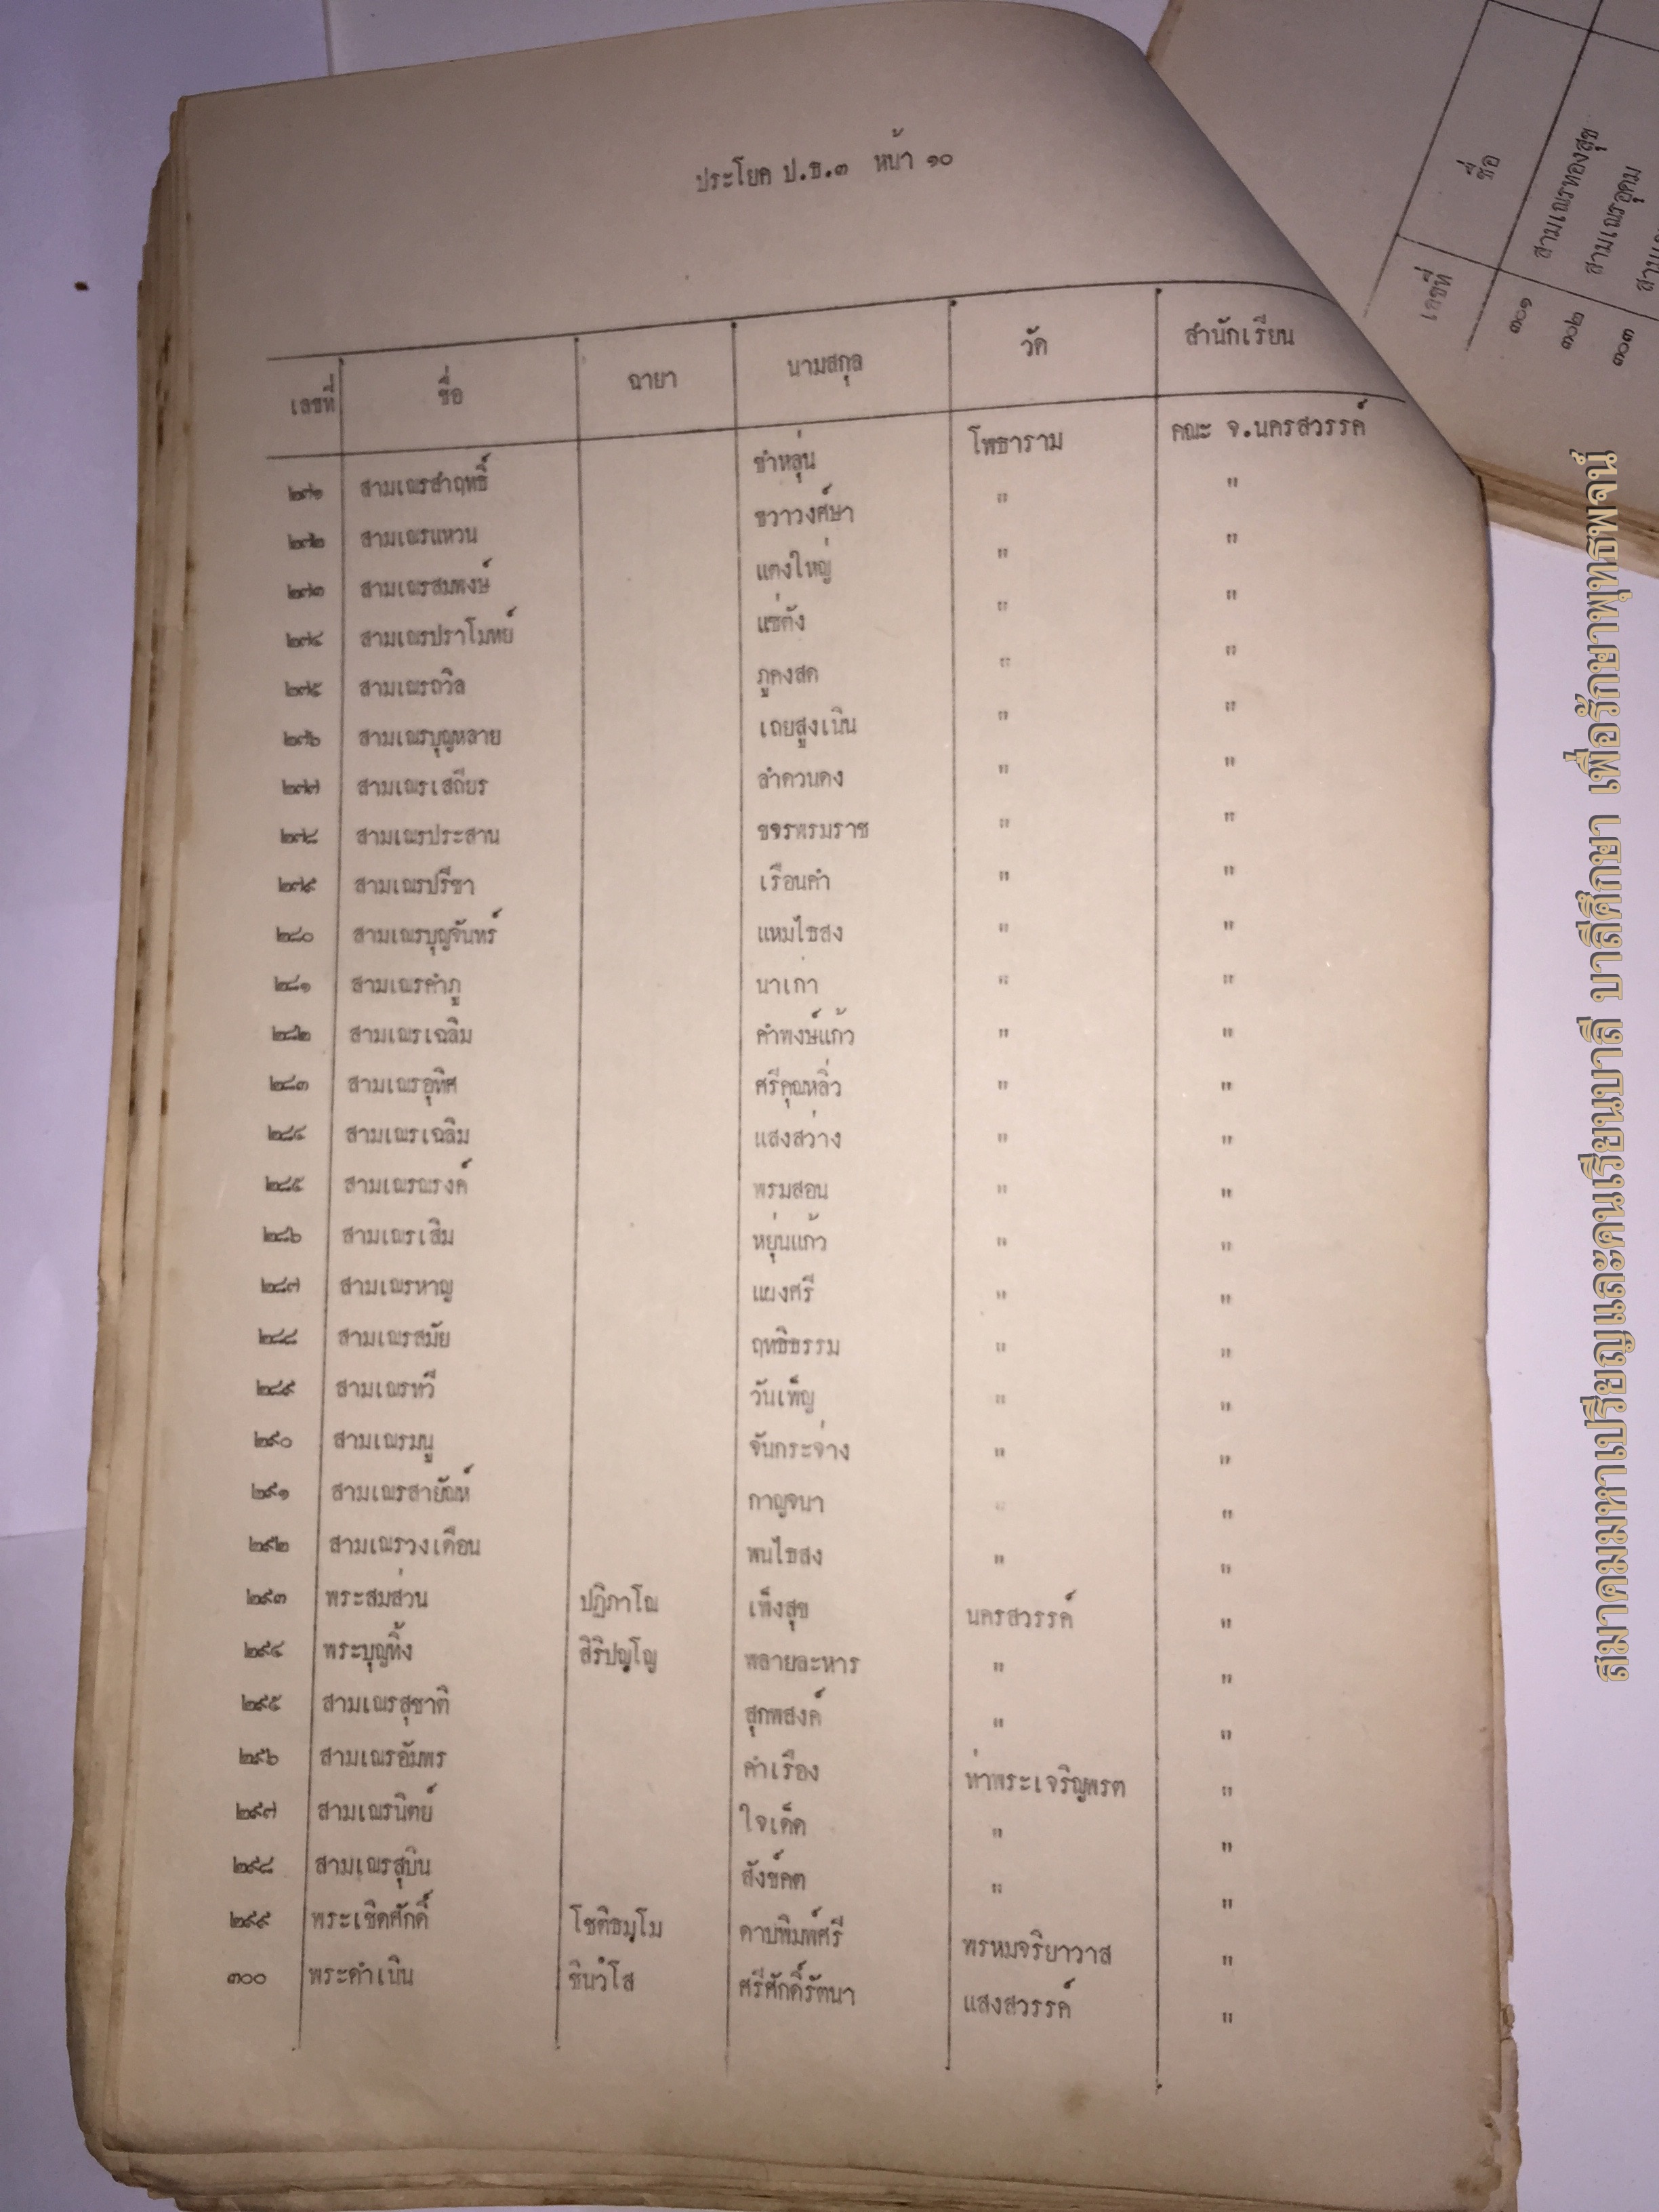 ประโยค ป.ธ.๓ หน้า ๑๐
เลขที่ ชื่อ ฉายา นามสกุล วัด สำนักเรียน
๒๗๑ สามเณรสำฤทธิ์ ขำหลุ่น โพธาราม คณะ จ.นครสวรรค์
๒๗๒ สามเณรแหวน ชวาวงศ์ษา " "
๒๗๓ สามเณรสมพงษ์ แตงใหญ่ " "
๒๗๔ สามเณรปราโมทย์ แซ่ตัง " "
๒๗๕ สามเณรถวิล ภูคงสด " "
๒๗๖ สามเณรบุญหลาย เถยสูงเนิน " "
๒๗๗ สามเณรเสถียร ลำดวนดง " "
๒๗๘ สามเณรประสาน ขจรพรมราช " "
๒๗๙ สามเณรปรีชา เรือนคำ " "
๒๘๐ สามเณรบุญจันทร์ แหมไธสง " "
๒๘๑ สามเณรคำภู นาเก่า " "
๒๘๒ สามเณรเฉลิม คำพงษ์แก้ว " "
๒๘๓ สามเณรอุทิศ ศรีคุณหลิ่ว " "
๒๘๔ สามเณรเฉลิม แสงสว่าง " "
๒๘๕ สามเณรณรงค์ พรมสอน " "
๒๘๖ สามเณรเสิม หยุ่นแก้ว " "
๒๘๗ สามเณรหาญ แผงศรี " "
๒๘๘ สามเณรสมัย ฤทธิธรรม " "
๒๘๙ สามเณรทวี วันเพ็ญ " "
๒๙๐ สามเณรมนู จันกระจ่าง " "
๒๙๑ สามเณรสายัณห์ กาญจนา " "
๒๙๒ สามเณรวงเดือน พนไธสง " "
๒๙๓ พระสมส่วน ปฏิภาโณ เพ็งสุข นครสวรรค์ "
๒๙๔ พระบุญทิ้ง สิริปญฺโญ พลายละหาร " "
๒๙๕ สามเณรสุชาติ สุกพสงค์ " "
๒๙๖ สามเณรอัมพร คำเรือง ท่าพระเจริญพรต "
๒๙๗ สามเณรนิตย์ ใจเด็ด " "
๒๙๘ สามเณรสุบิน สังข์คต " "
๒๙๙ พระเชิดศักดิ์ โชติธมฺโม ดาบพิมพ์ศรี พรหมจริยาวาส "
๓๐๐ พระคำเนิน ชินวํโส ศรีศักดิ์รัตนา แสงสวรรค์ "
เลขที่ ชื่อ
๓๐๑ สามเณรทองสุข
๓๐๒ สามเณรอุดม
๓๐๓
สมาคมมหาเปรียญและคนเรียนบาลี บาลีศึกษา เพื่อรักษาพุทธพจน์